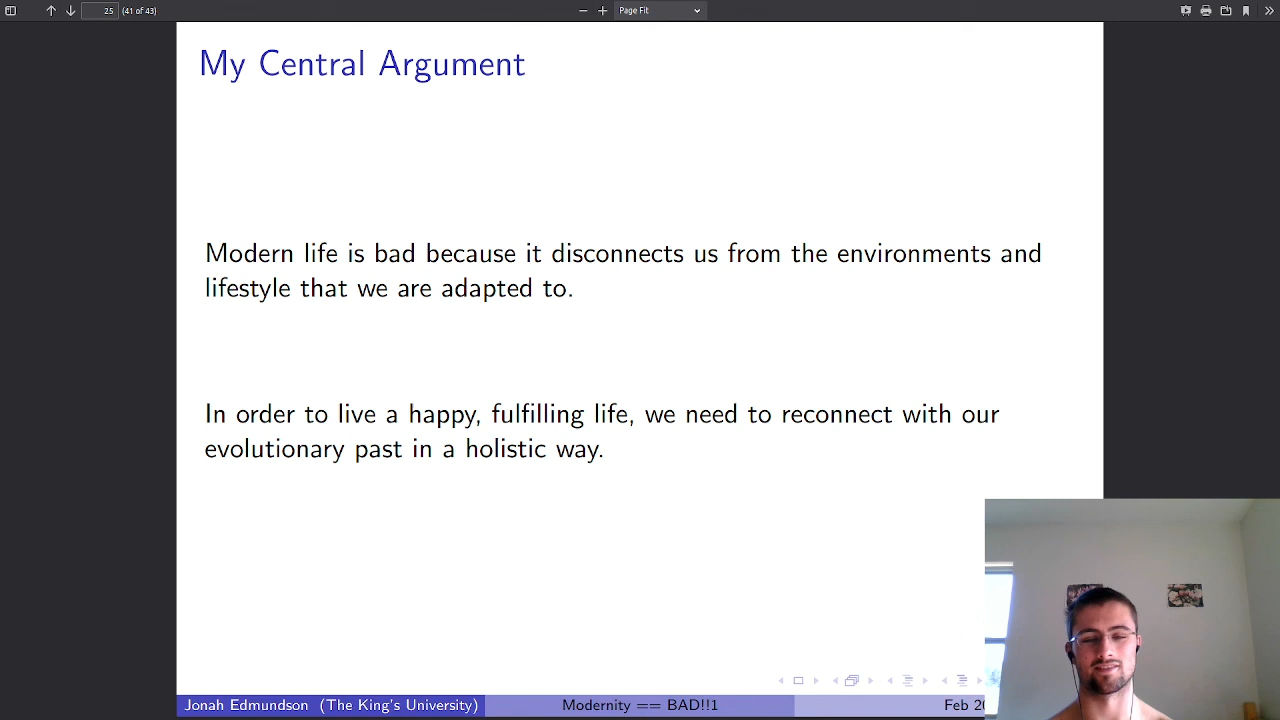 25 (41 of 43) Page Fit
My Central Argument
Modern life is bad because it disconnects us from the environments and
lifestyle that we are adapted to.
In order to live a happy, fulfilling life, we need to reconnect with our
evolutionary past in a holistic way.
Jonah Edmundson (The King's University) Modernity == BAD!!1 Feb